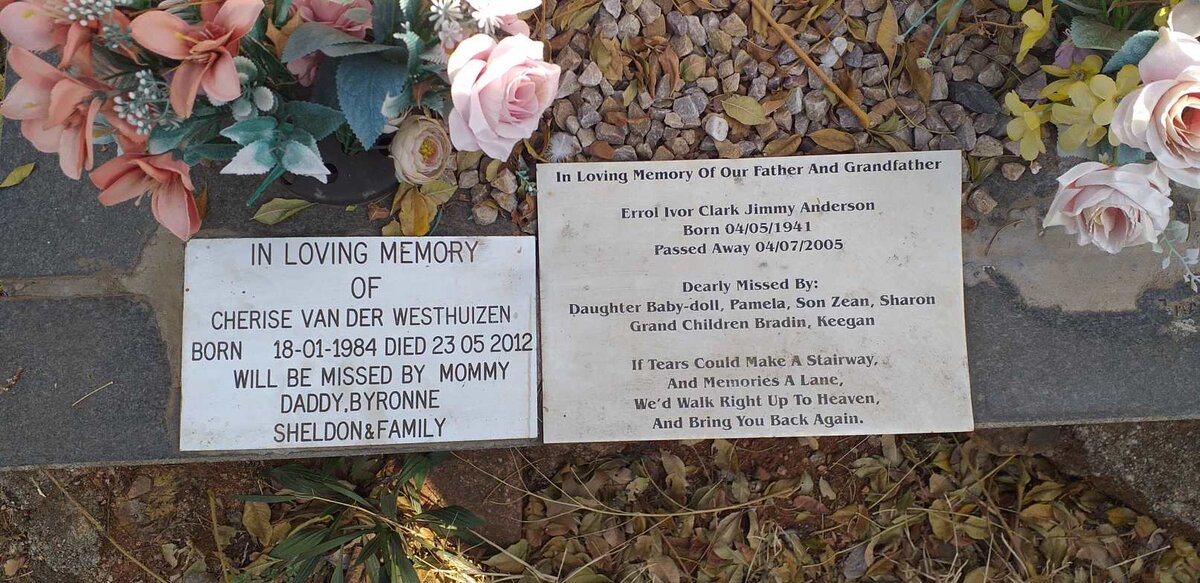 IN LOVING MEMORY
OF
CHERISE VAN DER WESTHUIZEN
BORN 18-01-1984 DIED 23 05 2012
WILL BE MISSED BY MOMMY
DADDY,BYRONNE
SHELDON&FAMILY
In Loving Memory Of Our Father And Grandfather
Errol Ivor Clark Jimmy Anderson
Born 04/05/1941
Passed Away 04/07/2005
Dearly Missed By:
Daughter Baby-doll, Pamela, Son Zean, Sharon
Grand Children Bradin, Keegan
If Tears Could Make A Stairway,
And Memories A Lane,
We'd Walk Right Up To Heaven,
And Bring You Back Again.